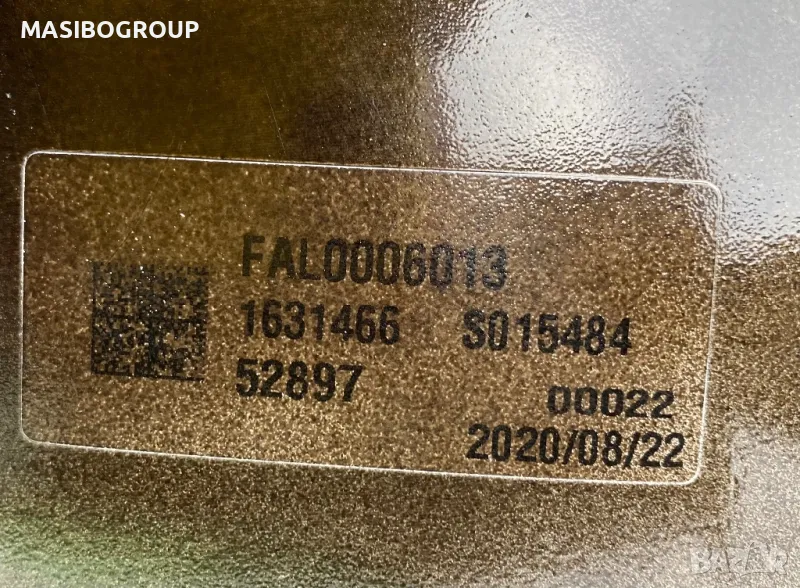 MASIBOGROUP
FAL0006013
1631466 S015484
52897
00022
2020/08/22